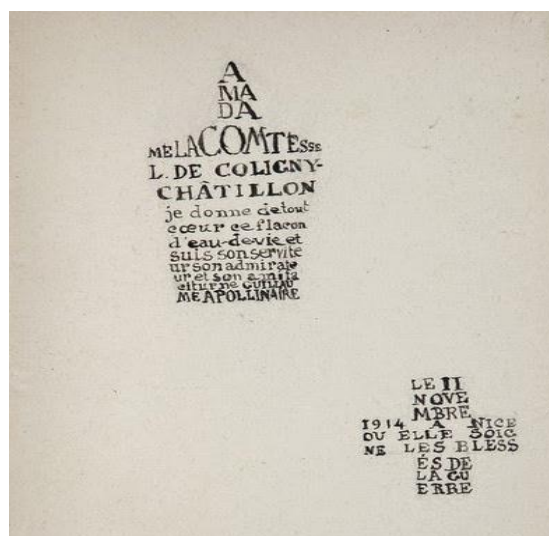 A
MA
DA
ME LA COMTESSE
L. DE COLIGNY-
CHÂTILLON
je donne de tout
cœur ce flacon
d'eau-de-vie et
suis son servite
ur son admirate
ur et son ami ta
citurne GUILLAU
ME APOLLINAIRE
LE 11
NOVE
MBRE
1914 A NICE
OU ELLE SOIG
NE LES BLESS
ÉS DE
LA GU
ERRE